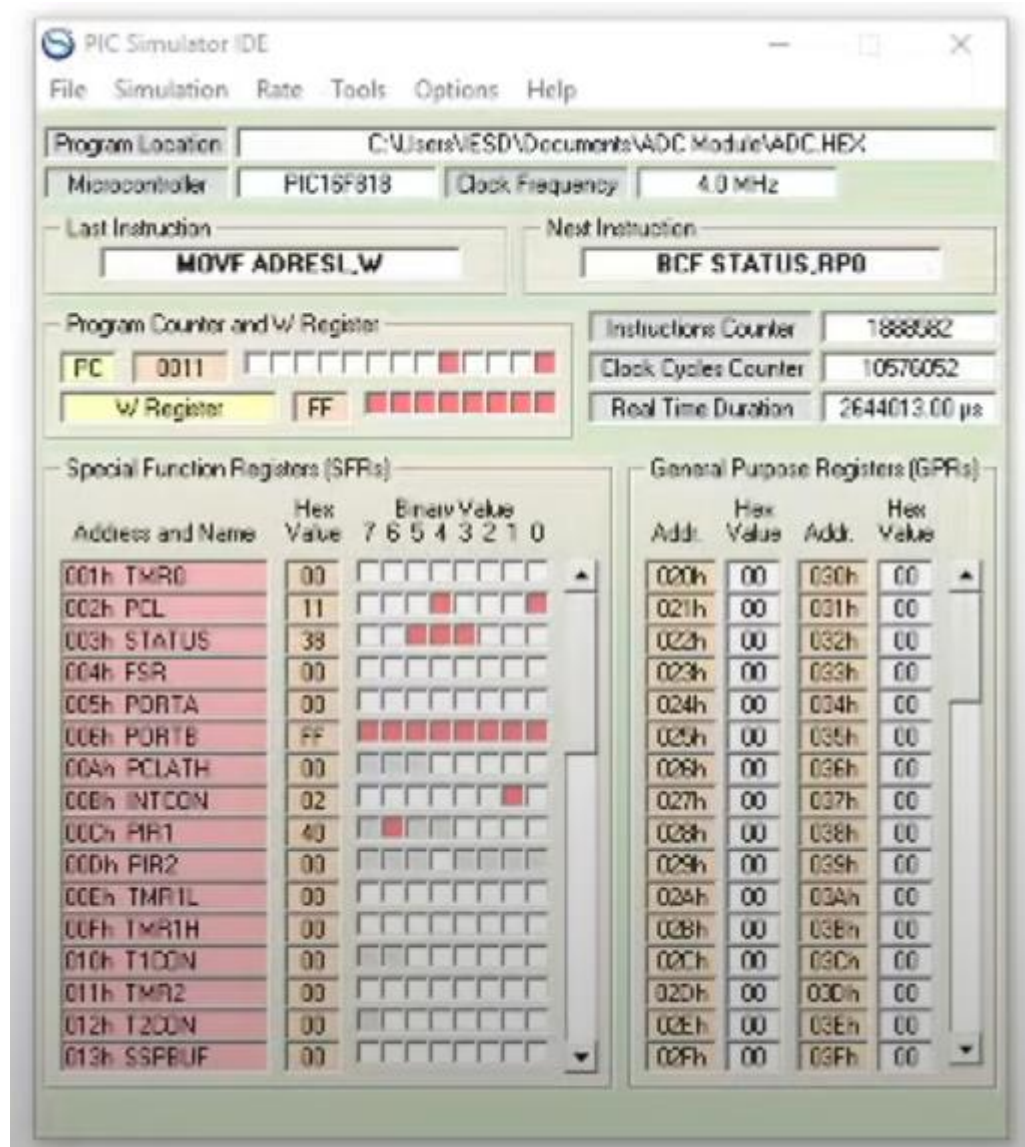 PIC Simulator IDE
File Simulation Rate Tools Options Help
Program Location C:\Users\IESD\Documents\ADC Module\ADC.HEX
Microcontroller PIC16F818 Clock Frequency 4.0 MHz
Last Instruction Next Instruction
MOVF ADRESL,W BCF STATUS,RP0
Program Counter and W Register Instructions Counter 1888582
PC 0011 Clock Cycles Counter 10576052
W Register FF Real Time Duration 2644013.00 µs
Special Function Registers (SFRs) General Purpose Registers (GPRs)
Hex Binary Value Hex Hex
Address and Name Value 7 6 5 4 3 2 1 0 Addr. Value Addr. Value
001h TMR0 00 020h 00 030h 00
002h PCL 11 021h 00 031h 00
003h STATUS 38 022h 00 032h 00
004h FSR 00 023h 00 033h 00
005h PORTA 00 024h 00 034h 00
006h PORTB FF 025h 00 035h 00
00Ah PCLATH 00 026h 00 036h 00
00Bh INTCON 02 027h 00 037h 00
00Ch PIR1 40 028h 00 038h 00
00Dh PIR2 00 029h 00 039h 00
00Eh TMR1L 00 02Ah 00 03Ah 00
00Fh TMR1H 00 02Bh 00 03Bh 00
010h T1CON 00 02Ch 00 03Ch 00
011h TMR2 00 02Dh 00 03Dh 00
012h T2CON 00 02Eh 00 03Eh 00
013h SSPBUF 00 02Fh 00 03Fh 00